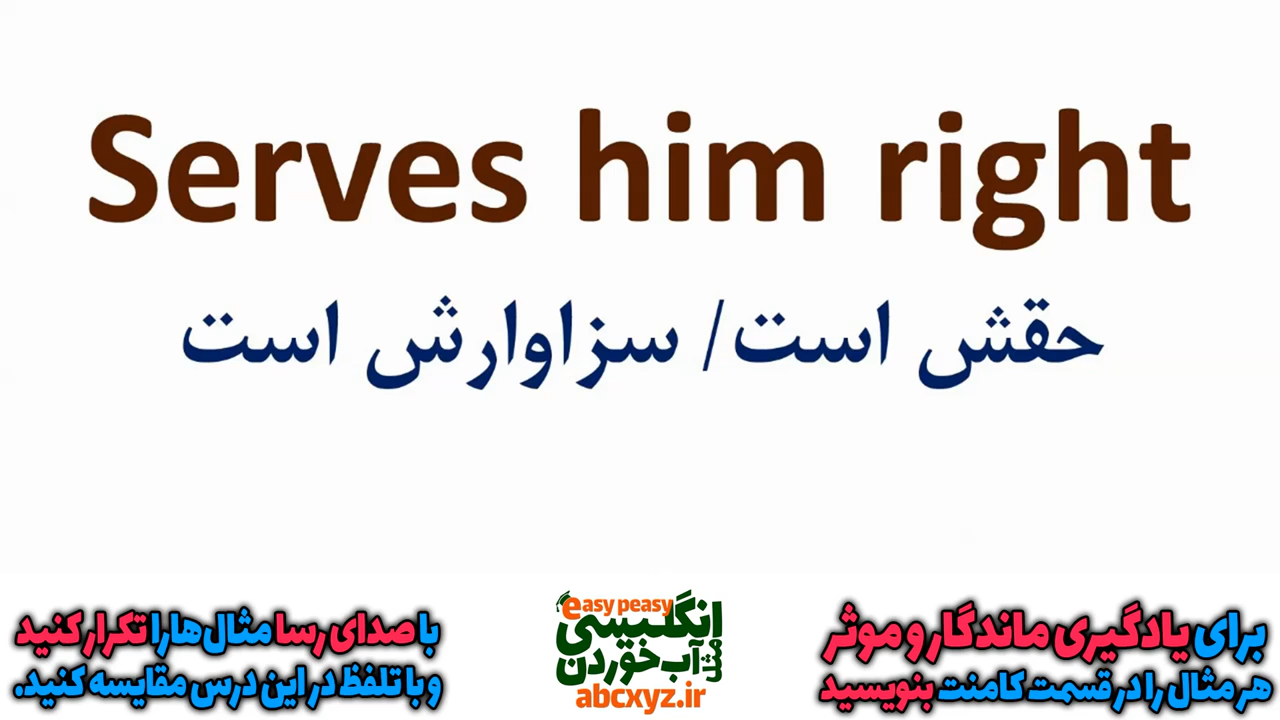 Serves him right
حقش است/ سزاوارش است
برای یادگیری ماندگار و موثر
هر مثال را در قسمت کامنت بنویسید
easy peasy
انگلیسی
مثل آب خوردن
abcxyz.ir
با صدای رسا مثال‌ها را تکرار کنید
و با تلفظ در این درس مقایسه کنید.